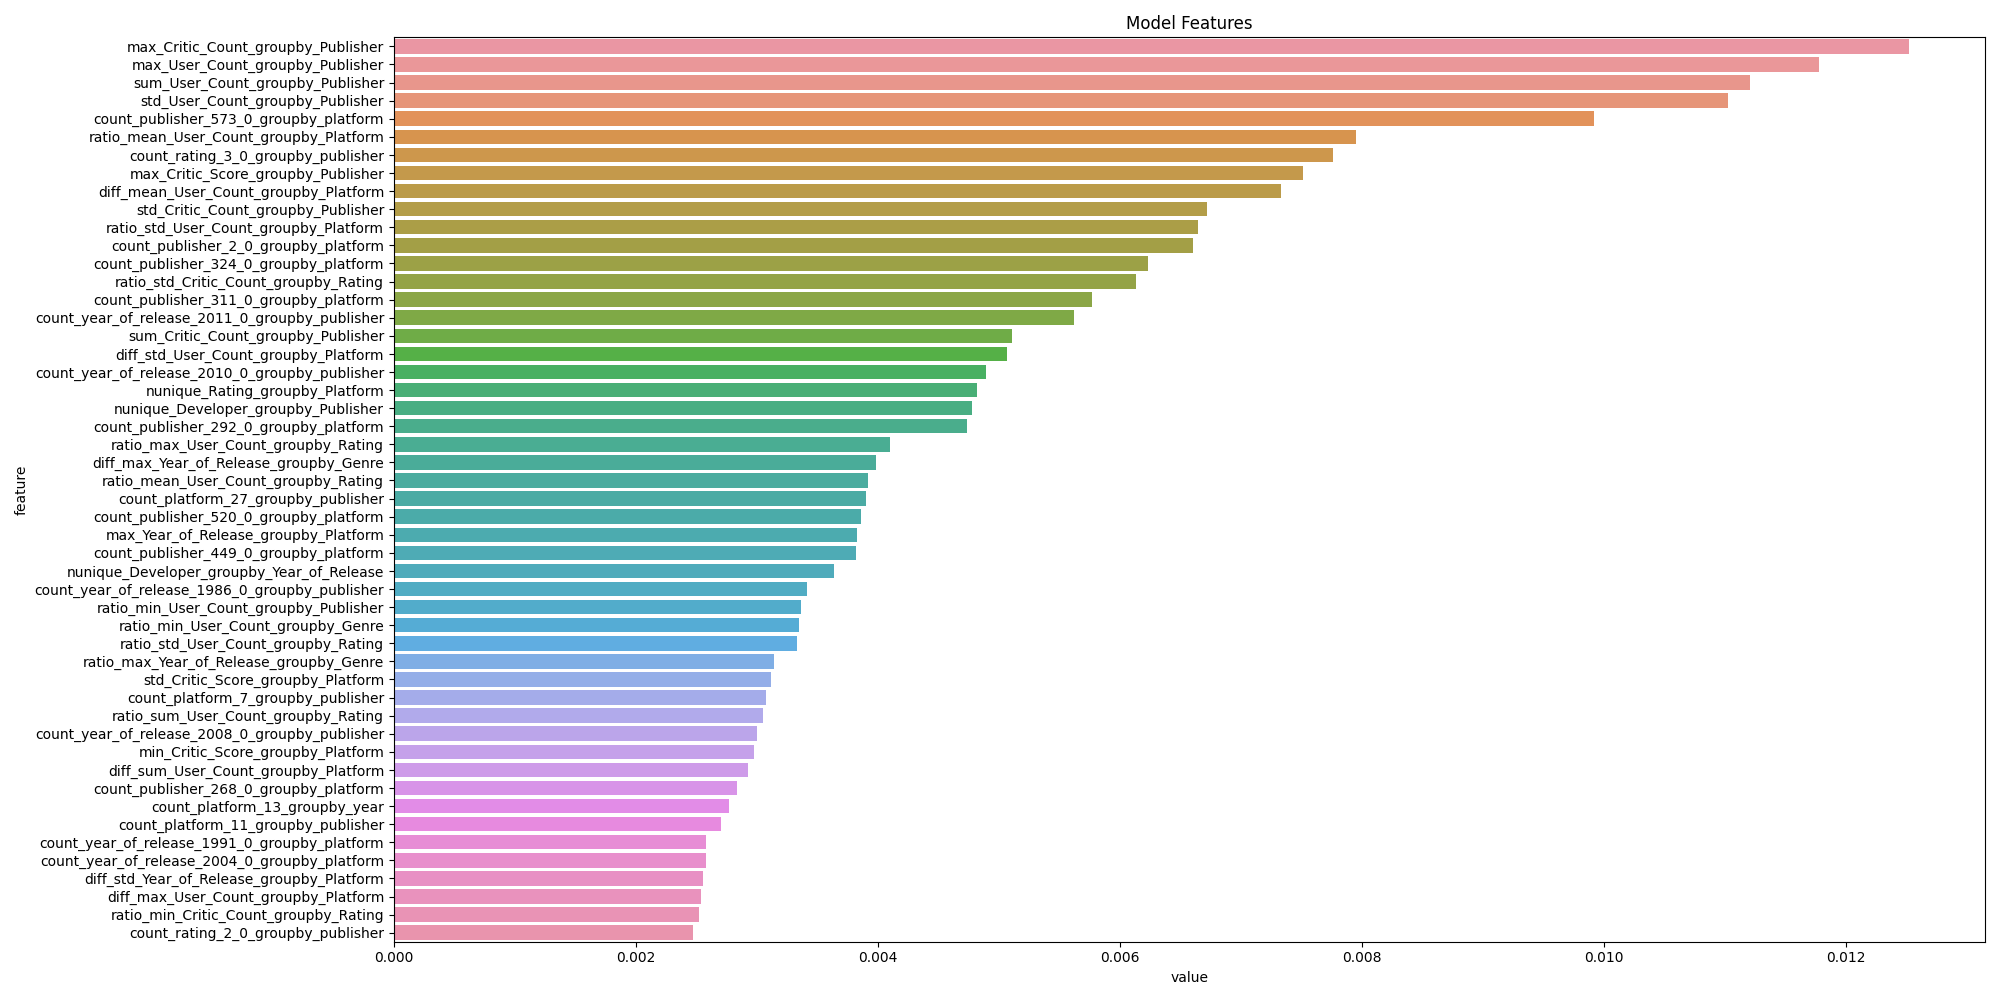 Model Features
max_Critic_Count_groupby_Publisher
max_User_Count_groupby_Publisher
sum_User_Count_groupby_Publisher
std_User_Count_groupby_Publisher
count_publisher_573_0_groupby_platform
ratio_mean_User_Count_groupby_Platform
count_rating_3_0_groupby_publisher
max_Critic_Score_groupby_Publisher
diff_mean_User_Count_groupby_Platform
std_Critic_Count_groupby_Publisher
ratio_std_User_Count_groupby_Platform
count_publisher_2_0_groupby_platform
count_publisher_324_0_groupby_platform
ratio_std_Critic_Count_groupby_Rating
count_publisher_311_0_groupby_platform
count_year_of_release_2011_0_groupby_publisher
sum_Critic_Count_groupby_Publisher
diff_std_User_Count_groupby_Platform
count_year_of_release_2010_0_groupby_publisher
nunique_Rating_groupby_Platform
nunique_Developer_groupby_Publisher
count_publisher_292_0_groupby_platform
ratio_max_User_Count_groupby_Rating
diff_max_Year_of_Release_groupby_Genre
ratio_mean_User_Count_groupby_Rating
count_platform_27_groupby_publisher
count_publisher_520_0_groupby_platform
max_Year_of_Release_groupby_Platform
count_publisher_449_0_groupby_platform
nunique_Developer_groupby_Year_of_Release
count_year_of_release_1986_0_groupby_publisher
ratio_min_User_Count_groupby_Publisher
ratio_min_User_Count_groupby_Genre
ratio_std_User_Count_groupby_Rating
ratio_max_Year_of_Release_groupby_Genre
std_Critic_Score_groupby_Platform
count_platform_7_groupby_publisher
ratio_sum_User_Count_groupby_Rating
count_year_of_release_2008_0_groupby_publisher
min_Critic_Score_groupby_Platform
diff_sum_User_Count_groupby_Platform
count_publisher_268_0_groupby_platform
count_platform_13_groupby_year
count_platform_11_groupby_publisher
count_year_of_release_1991_0_groupby_platform
count_year_of_release_2004_0_groupby_platform
diff_std_Year_of_Release_groupby_Platform
diff_max_User_Count_groupby_Platform
ratio_min_Critic_Count_groupby_Rating
count_rating_2_0_groupby_publisher
feature
0.000 0.002 0.004 0.006 0.008 0.010 0.012
value